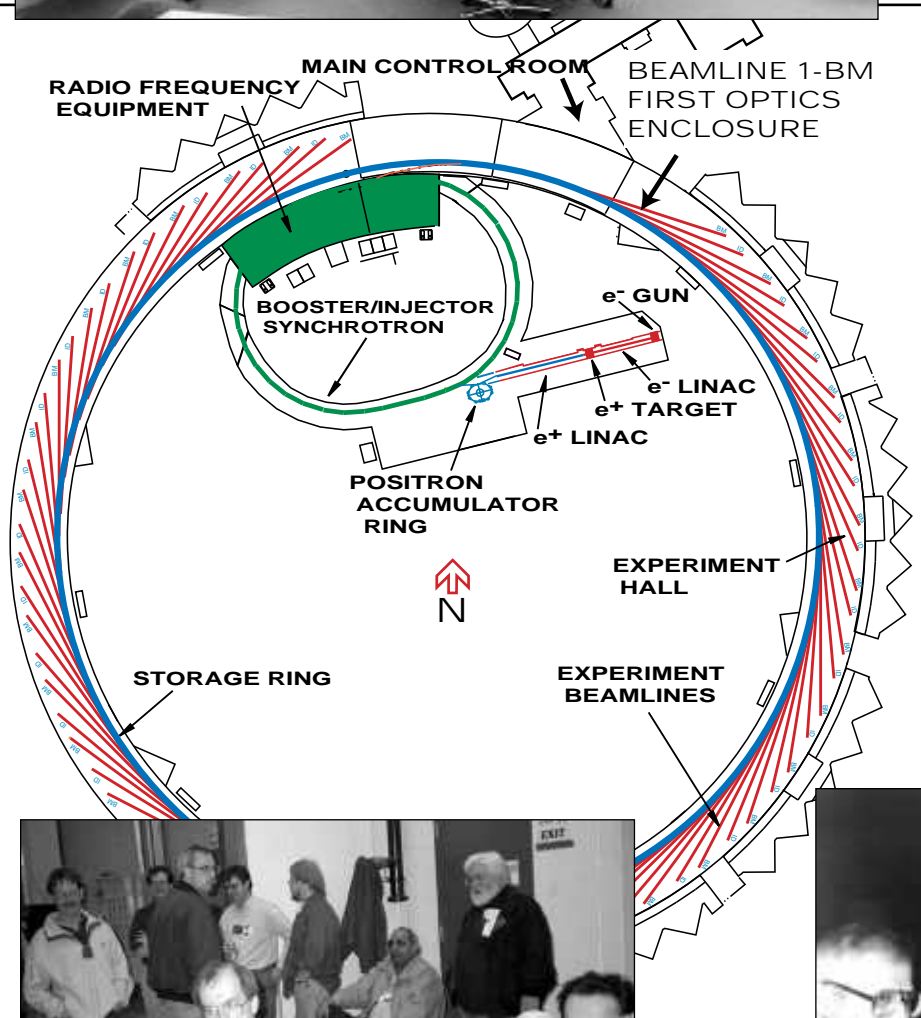 MAIN CONTROL ROOM
BEAMLINE 1-BM
FIRST OPTICS
ENCLOSURE
RADIO FREQUENCY
EQUIPMENT
BOOSTER/INJECTOR
SYNCHROTRON
e- GUN
e- LINAC
e+ TARGET
e+ LINAC
POSITRON
ACCUMULATOR
RING
EXPERIMENT
HALL
N
STORAGE RING
EXPERIMENT
BEAMLINES
EXIT